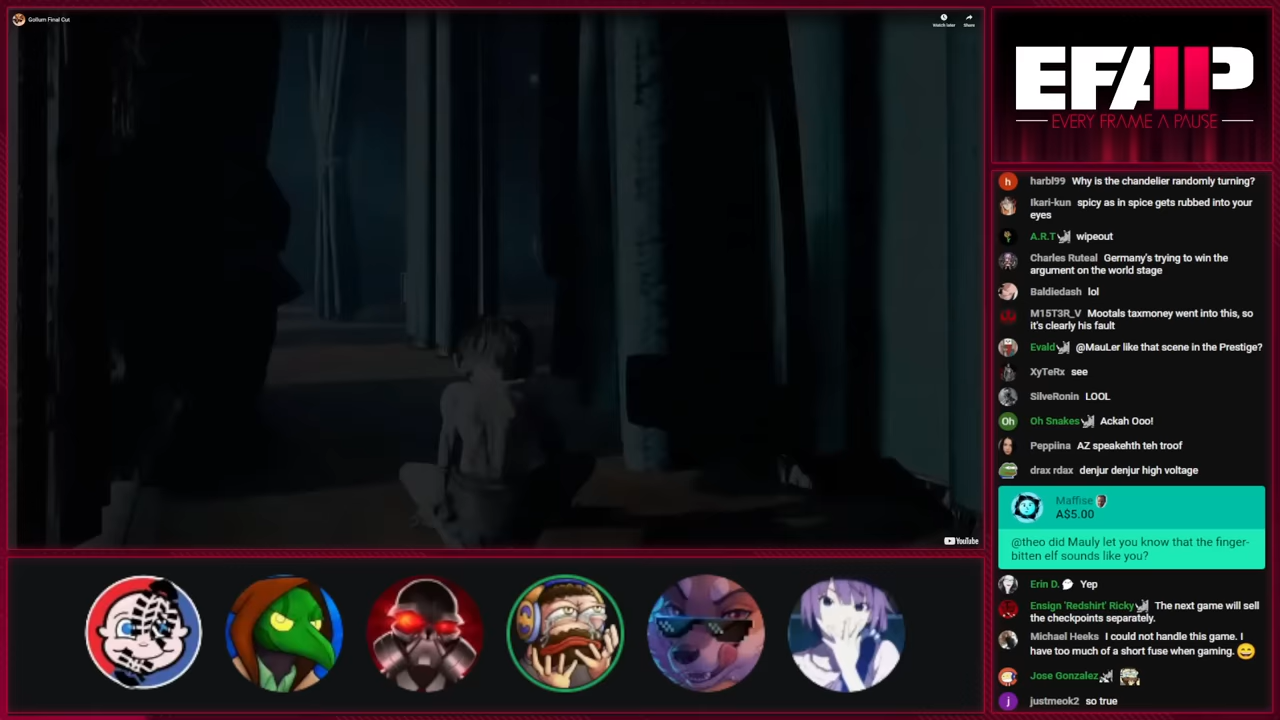 Gollum Final Cut
Watch later
Share
YouTube
EFAP
EVERY FRAME A PAUSE
harbl99 Why is the chandelier randomly turning?
Ikari-kun spicy as in spice gets rubbed into your
eyes
A.R.T wipeout
Charles Ruteal Germany's trying to win the
argument on the world stage
Baldiedash lol
M15T3R_V Mootals taxmoney went into this, so
it's clearly his fault
Evald @MauLer like that scene in the Prestige?
XyTeRx see
SilveRonin LOOL
Oh
Oh Snakes Ackah Ooo!
Peppiina AZ speakehth teh troof
drax rdax denjur denjur high voltage
Maffise
A$5.00
@theo did Mauly let you know that the finger-
bitten elf sounds like you?
Erin D. Yep
Ensign 'Redshirt' Ricky The next game will sell
the checkpoints separately.
Michael Heeks I could not handle this game. I
have too much of a short fuse when gaming.
Jose Gonzalez
j
justmeok2 so true